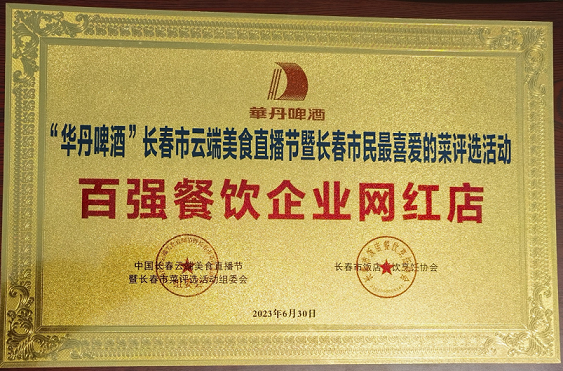 華丹啤酒
“华丹啤酒”长春市云端美食直播节暨长春市民最喜爱的菜评选活动
百强餐饮企业网红店
中国长春云端美食直播节
暨长春市菜评选活动组委会
长春市饭店餐饮烹饪协会
2023年6月30日